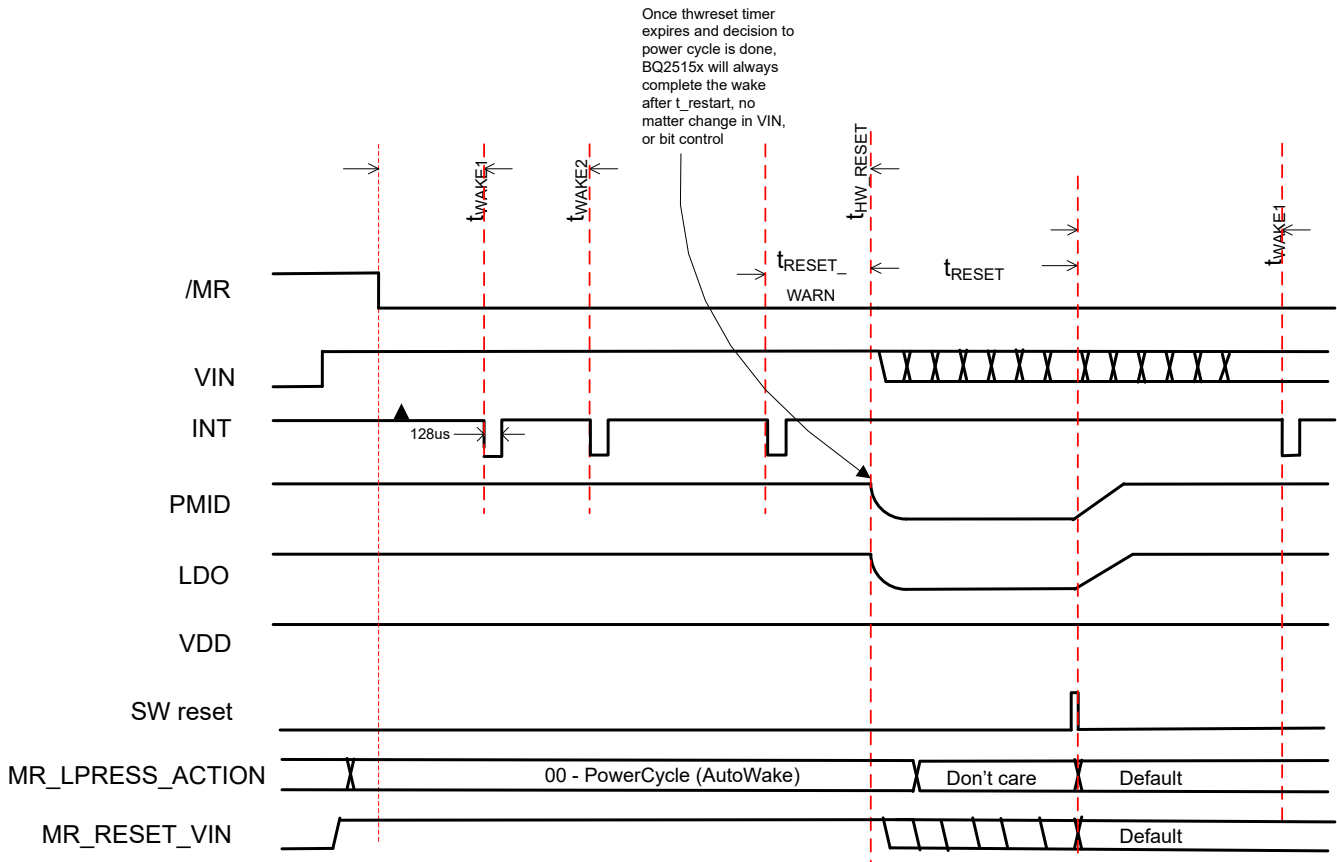 Once thwreset timer
expires and decision to
power cycle is done,
BQ2515x will always
complete the wake
after t_restart, no
matter change in VIN,
or bit control
tWAKE1
tWAKE2
tHW_RESET
tWAKE1
tRESET_
WARN
tRESET
/MR
VIN
INT
128us
PMID
LDO
VDD
SW reset
MR_LPRESS_ACTION
00 - PowerCycle (AutoWake)
Don't care
Default
MR_RESET_VIN
Default